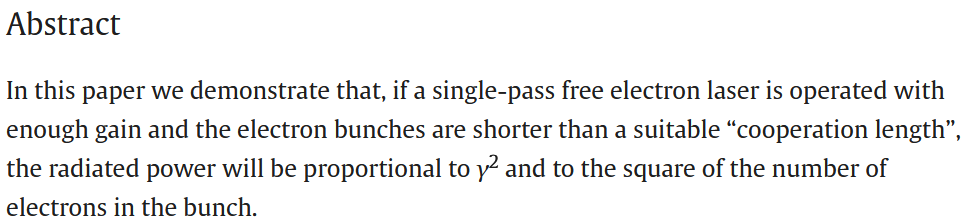 Abstract
In this paper we demonstrate that, if a single-pass free electron laser is operated with
enough gain and the electron bunches are shorter than a suitable “cooperation length”,
the radiated power will be proportional to γ² and to the square of the number of
electrons in the bunch.